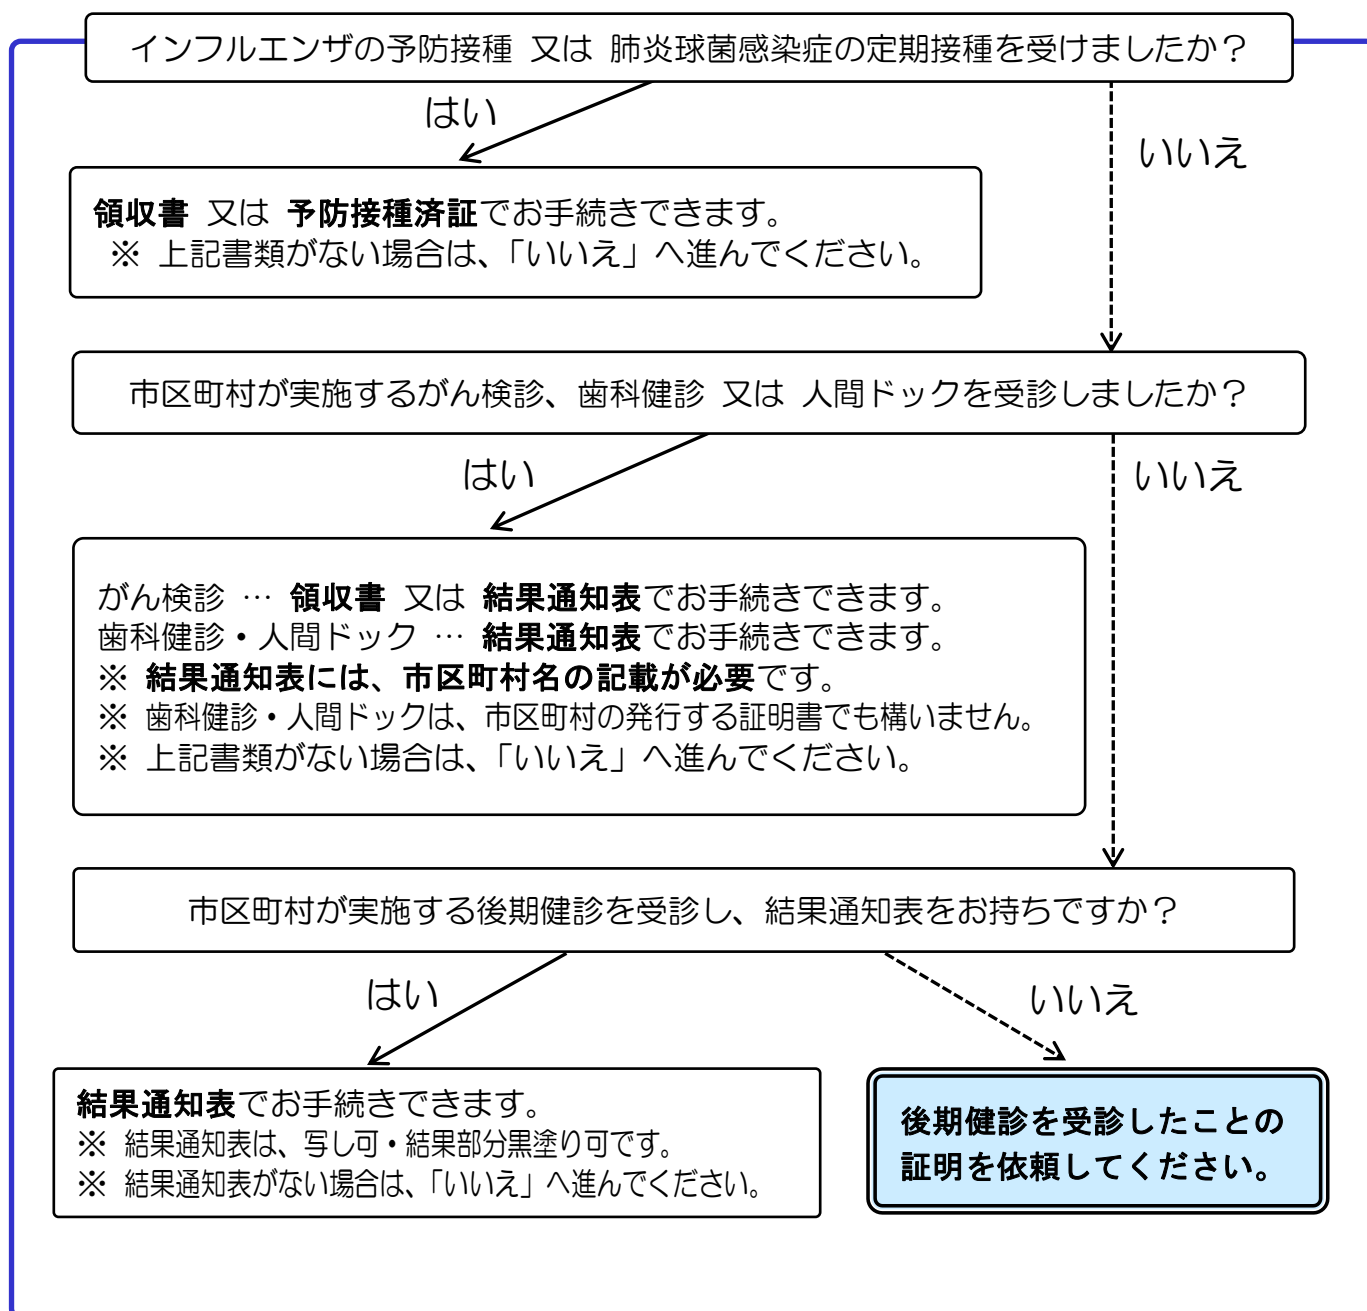 インフルエンザの予防接種 又は 肺炎球菌感染症の定期接種を受けましたか？
はい
いいえ
領収書 又は 予防接種済証でお手続きできます。
※ 上記書類がない場合は、「いいえ」へ進んでください。
市区町村が実施するがん検診、歯科健診 又は 人間ドックを受診しましたか？
はい
いいえ
がん検診 … 領収書 又は 結果通知表でお手続きできます。
歯科健診・人間ドック … 結果通知表でお手続きできます。
※ 結果通知表には、市区町村名の記載が必要です。
※ 歯科健診・人間ドックは、市区町村の発行する証明書でも構いません。
※ 上記書類がない場合は、「いいえ」へ進んでください。
市区町村が実施する後期健診を受診し、結果通知表をお持ちですか？
はい
いいえ
結果通知表でお手続きできます。
※ 結果通知表は、写し可・結果部分黒塗り可です。
※ 結果通知表がない場合は、「いいえ」へ進んでください。
後期健診を受診したことの
証明を依頼してください。